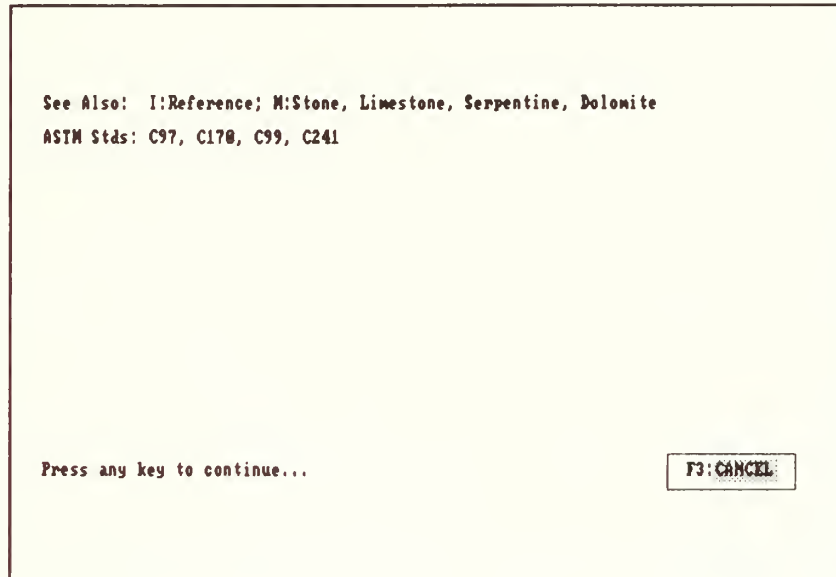 See Also: I:Reference; M:Stone, Limestone, Serpentine, Dolomite
ASTM Stds: C97, C170, C99, C241
Press any key to continue...
F3:CANCEL